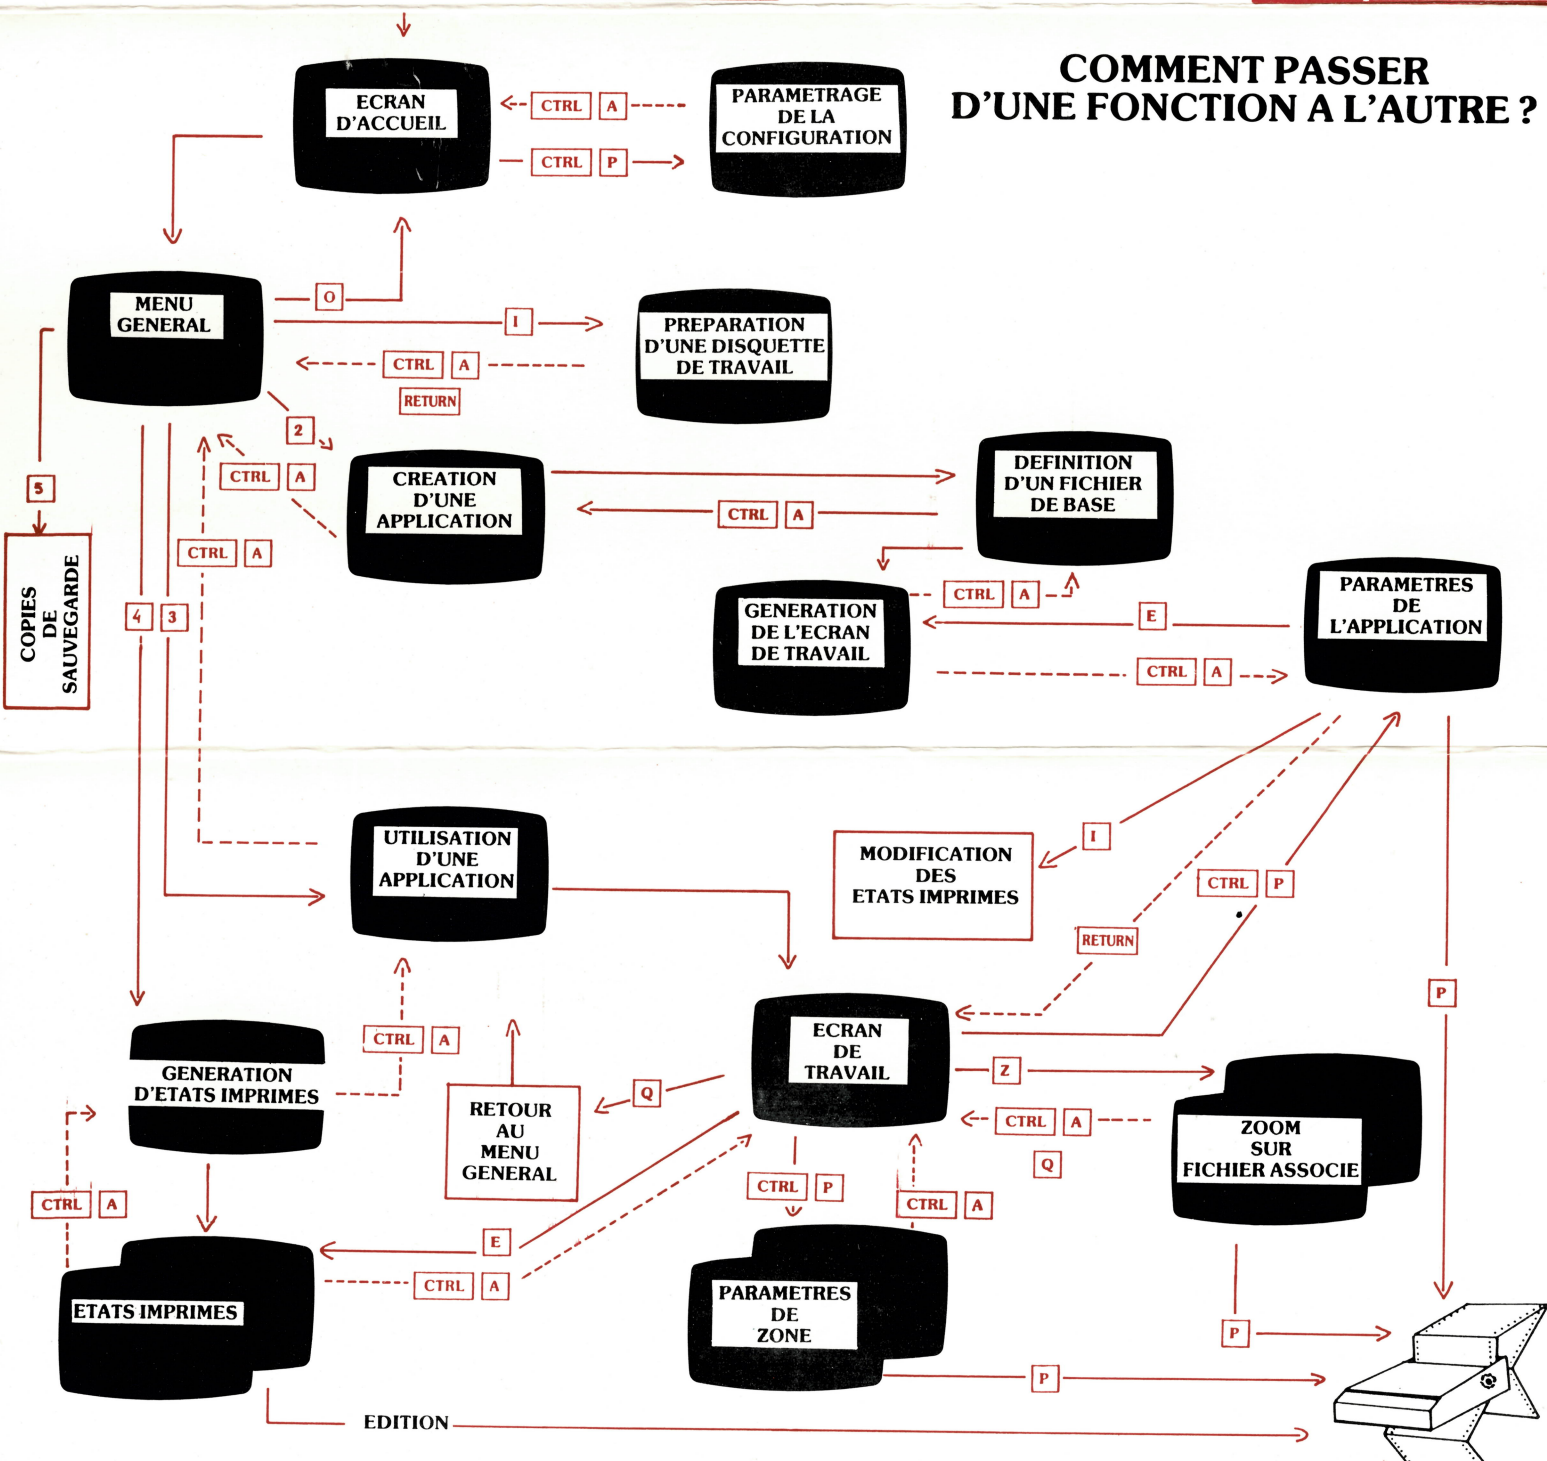 COMMENT PASSER
D'UNE FONCTION A L'AUTRE ?
ECRAN
D'ACCUEIL
CTRL A
CTRL P
PARAMETRAGE
DE LA
CONFIGURATION
MENU
GENERAL
O
I
CTRL A
RETURN
PREPARATION
D'UNE DISQUETTE
DE TRAVAIL
2
CTRL A
CREATION
D'UNE
APPLICATION
CTRL A
DEFINITION
D'UN FICHIER
DE BASE
5
COPIES
DE
SAUVEGARDE
CTRL A
4
3
GENERATION
DE L'ECRAN
DE TRAVAIL
CTRL A
E
CTRL A
PARAMETRES
DE
L'APPLICATION
UTILISATION
D'UNE
APPLICATION
MODIFICATION
DES
ETATS IMPRIMES
I
CTRL P
RETURN
P
GENERATION
D'ETATS IMPRIMES
CTRL A
RETOUR
AU
MENU
GENERAL
Q
ECRAN
DE
TRAVAIL
Z
CTRL A
Q
ZOOM
SUR
FICHIER ASSOCIE
CTRL A
E
CTRL A
CTRL P
CTRL A
ETATS IMPRIMES
PARAMETRES
DE
ZONE
P
P
EDITION